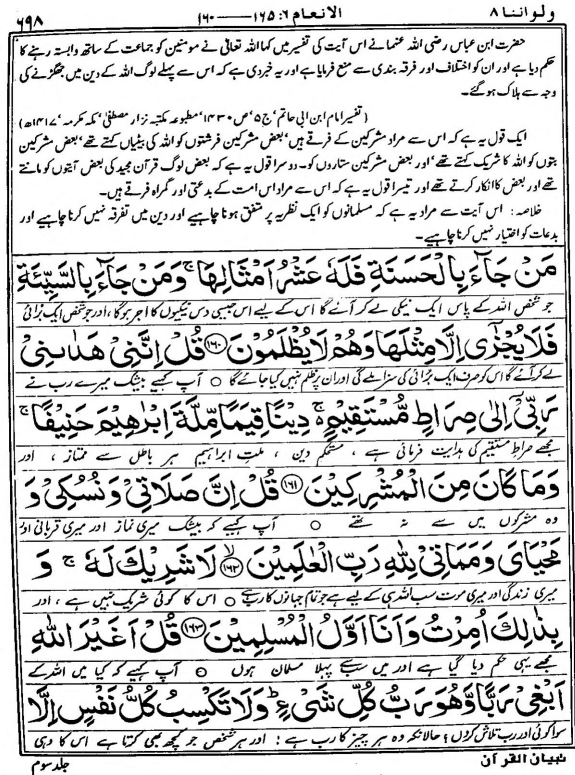 ولو اننا ۸ الانعام ۶: ۱۶۵ —— ۱۶۰ ۶۹۸
حضرت ابن عباس رضی اللہ عنما نے اس آیت کی تفسیر میں کہا اللہ تعالیٰ نے مومنین کو جماعت کے ساتھ وابستہ رہنے کا
حکم دیا ہے اور ان کو اختلاف اور فرقہ بندی سے منع فرمایا ہے اور یہ خبر دی ہے کہ اس سے پہلے لوگ اللہ کے دین میں جھگڑنے کی
وجہ سے ہلاک ہو گئے۔
(تفسیر امام ابن ابی حاتم، ج۵، ص ۱۴۳۰، مطبوعہ مکتبہ نزار مصطفیٰ، مکہ مکرمہ، ۱۴۱۷ھ)
ایک قول یہ ہے کہ اس سے مراد مشرکین کے فرقے ہیں، بعض مشرکین فرشتوں کو اللہ کی بیٹیاں کہتے تھے، بعض مشرکین
بتوں کو اللہ کا شریک کہتے تھے، اور بعض مشرکین ستاروں کو۔ دوسرا قول یہ ہے کہ بعض لوگ قرآن مجید کی بعض آیتوں کو مانتے
تھے اور بعض کا انکار کرتے تھے اور تیسرا قول یہ ہے کہ اس سے مراد اس امت کے بدعتی اور گمراہ فرقے ہیں۔
خلاصہ: اس آیت سے مراد یہ ہے کہ مسلمانوں کو ایک نظریہ پر متفق ہونا چاہیے اور دین میں تفرقہ نہیں کرنا چاہیے اور
بدعات کو اختیار نہیں کرنا چاہیے۔
مَنْ جَآءَ بِالْحَسَنَةِ فَلَهٗ عَشْرُ اَمْثَالِهَا ۚ وَمَنْ جَآءَ بِالسَّيِّئَةِ
جو شخص اللہ کے پاس ایک نیکی لے کر آئے گا اس کے لیے اس جیسی دس نیکیوں کا اجر ہوگا، اور جو شخص ایک برائی
فَلَا يُجْزٰٓى اِلَّا مِثْلَهَا وَهُمْ لَا يُظْلَمُوْنَ ﴿۱۶۰﴾ قُلْ اِنَّنِيْ هَدٰىنِيْ
لے کر آئے گا اس کو صرف ایک برائی کی سزا ملے گی اور ان پر ظلم نہیں کیا جائے گا ○ آپ کہیے بیشک میرے رب نے
رَبِّيْٓ اِلٰى صِرَاطٍ مُّسْتَقِيْمٍ ۚ دِيْنًا قِيَمًا مِّلَّةَ اِبْرٰهِيْمَ حَنِيْفًا ۚ
مجھے صراط مستقیم کی ہدایت فرمائی ہے، مستحکم دین، ملت ابراہیم ہر باطل سے ممتاز، اور
وَمَا كَانَ مِنَ الْمُشْرِكِيْنَ ﴿۱۶۱﴾ قُلْ اِنَّ صَلَاتِيْ وَنُسُكِيْ وَ
وہ مشرکوں میں سے نہ تھے ○ آپ کہیے کہ بیشک میری نماز اور میری قربانی اور
مَحْيَايَ وَمَمَاتِيْ لِلّٰهِ رَبِّ الْعٰلَمِيْنَ ﴿۱۶۲﴾ لَا شَرِيْكَ لَهٗ ۚ وَ
میری زندگی اور میری موت سب اللہ ہی کے لیے ہے جو تمام جہانوں کا رب ہے ○ اس کا کوئی شریک نہیں ہے، اور
بِذٰلِكَ اُمِرْتُ وَاَنَا اَوَّلُ الْمُسْلِمِيْنَ ﴿۱۶۳﴾ قُلْ اَغَيْرَ اللّٰهِ
مجھے یہی حکم دیا گیا ہے اور میں سب سے پہلا مسلمان ہوں ○ آپ کہیے کہ کیا میں اللہ کے
اَبْغِيْ رَبًّا وَّهُوَ رَبُّ كُلِّ شَيْءٍ ۚ وَلَا تَكْسِبُ كُلُّ نَفْسٍ اِلَّا
سوا کوئی اور رب تلاش کروں؟ حالانکہ وہ ہر چیز کا رب ہے: اور ہر شخص جو کچھ بھی کرتا ہے اس کا وہی
تبیان القرآن جلد سوم